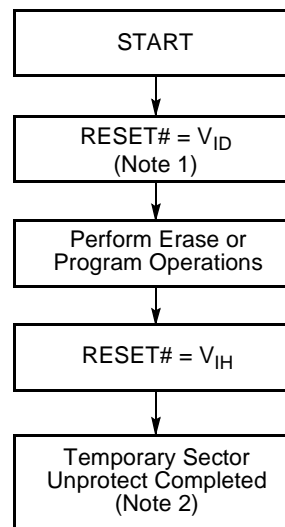 START
RESET# = V_ID
(Note 1)
Perform Erase or
Program Operations
RESET# = V_IH
Temporary Sector
Unprotect Completed
(Note 2)